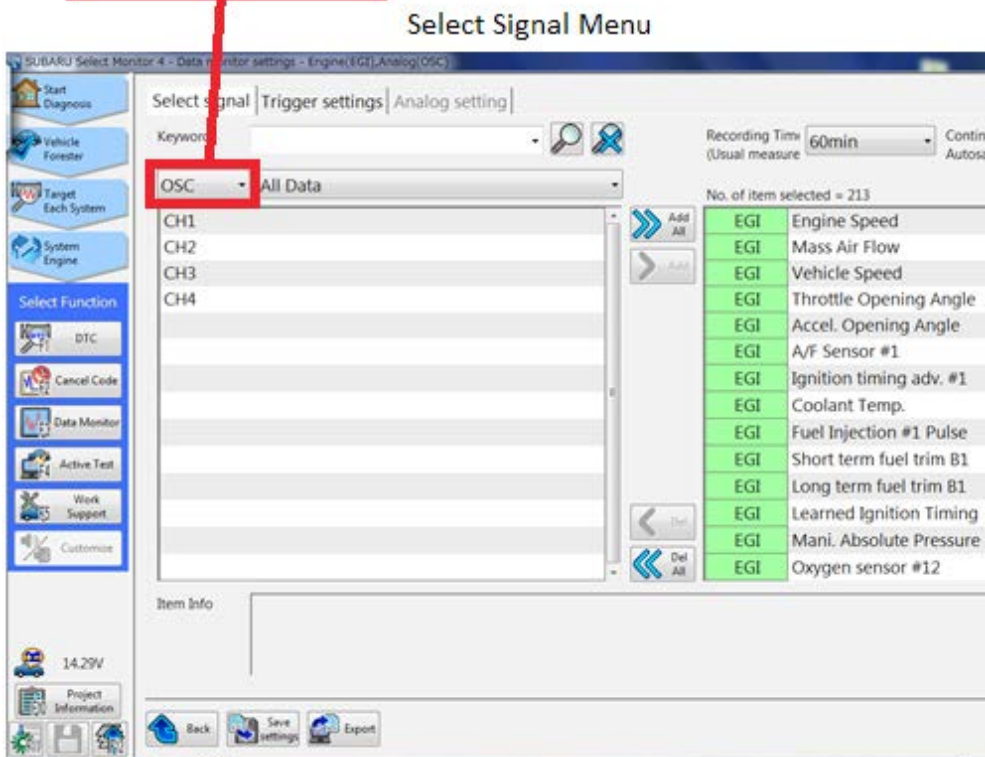 Select Signal Menu
SUBARU Select Monitor 4 - Data monitor settings - Engine(EGI),Analog(OSC)
Start
Diagnosis
Vehicle
Forester
Target
Each System
System
Engine
Select Function
DTC
Cancel Code
Data Monitor
Active Test
Work
Support
Customize
14.29V
Project
Information
Select signal
Trigger settings
Analog setting
Keyword
OSC
All Data
CH1
CH2
CH3
CH4
Add
All
Add
Del
Del
All
Recording Time
(Usual measure
60min
Contin
Autosa
No. of item selected = 213
EGI Engine Speed
EGI Mass Air Flow
EGI Vehicle Speed
EGI Throttle Opening Angle
EGI Accel. Opening Angle
EGI A/F Sensor #1
EGI Ignition timing adv. #1
EGI Coolant Temp.
EGI Fuel Injection #1 Pulse
EGI Short term fuel trim B1
EGI Long term fuel trim B1
EGI Learned Ignition Timing
EGI Mani. Absolute Pressure
EGI Oxygen sensor #12
Item Info
Back
Save
settings
Export